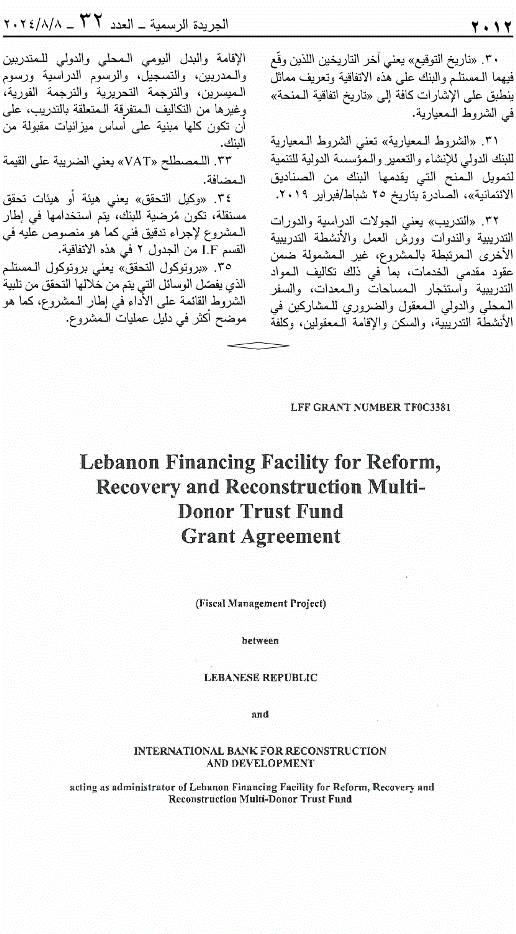 ٢٠١٢
الجريدة الرسمية ـ العدد ٣٢ ـ ٢٠٢٤/٨/٨
٣٠. «تاريخ التوقيع» يعني آخر التاريخين اللذين وقّع
فيهما المستلم والبنك على هذه الاتفاقية وتعريف مماثل
ينطبق على الإشارات كافة إلى «تاريخ اتفاقية المنحة»
في الشروط المعيارية.
٣١. «الشروط المعيارية» تعني الشروط المعيارية
للبنك الدولي للإنشاء والتعمير والمؤسسة الدولية للتنمية
لتمويل المنح التي يقدمها البنك من الصناديق
الائتمانية»، الصادرة بتاريخ ٢٥ شباط/فبراير ٢٠١٩.
٣٢. «التدريب» يعني الجولات الدراسية والدورات
التدريبية والندوات وورش العمل والأنشطة التدريبية
الأخرى المرتبطة بالمشروع، غير المشمولة ضمن
عقود مقدمي الخدمات، بما في ذلك تكاليف المواد
التدريبية واستئجار المساحات والمعدات، والسفر
المحلي والدولي المعقول والضروري للمشاركين في
الأنشطة التدريبية، والسكن والإقامة المعقولين، وكلفة
الإقامة والبدل اليومي المحلي والدولي للمتدربين
والمدربين، والتسجيل، والرسوم الدراسية ورسوم
الميسرين، والترجمة التحريرية والترجمة الفورية،
وغيرها من التكاليف المتفرقة المتعلقة بالتدريب، على
أن تكون كلها مبنية على أساس ميزانيات مقبولة من
البنك.
٣٣. المصطلح «VAT» يعني الضريبة على القيمة
المضافة.
٣٤. «وكيل التحقق» يعني هيئة أو هيئات تحقق
مستقلة، تكون مُرضية للبنك، يتم استخدامها في إطار
المشروع لإجراء تدقيق فني كما هو منصوص عليه في
القسم I.F من الجدول ٢ في هذه الاتفاقية.
٣٥. «بروتوكول التحقق» يعني بروتوكول المستلم
الذي يفصّل الوسائل التي يتم من خلالها التحقق من تلبية
الشروط القائمة على الأداء في إطار المشروع، كما هو
موضح أكثر في دليل عمليات المشروع.
LFF GRANT NUMBER TF0C3381
Lebanon Financing Facility for Reform,
Recovery and Reconstruction Multi-
Donor Trust Fund
Grant Agreement
(Fiscal Management Project)
between
LEBANESE REPUBLIC
and
INTERNATIONAL BANK FOR RECONSTRUCTION
AND DEVELOPMENT
acting as administrator of Lebanon Financing Facility for Reform, Recovery and
Reconstruction Multi-Donor Trust Fund